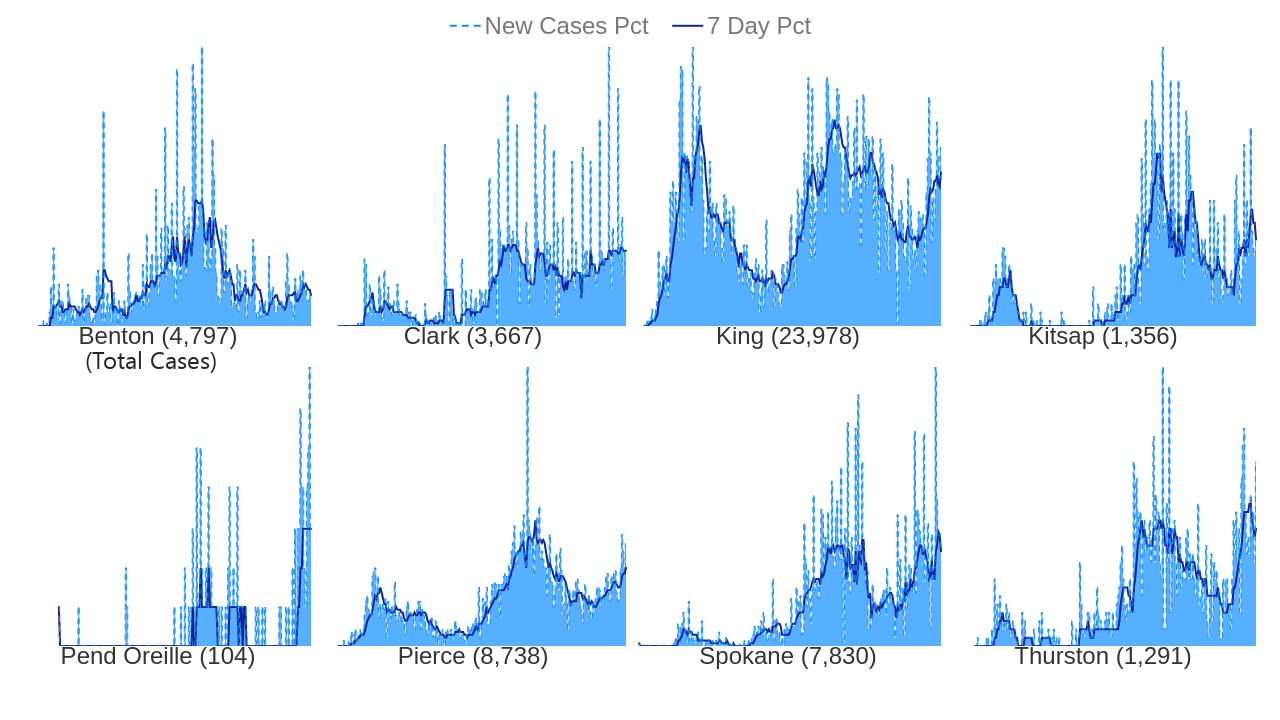 New Cases Pct 7 Day Pct
Benton (4,797) Clark (3,667) King (23,978) Kitsap (1,356)
(Total Cases)
Pend Oreille (104) Pierce (8,738) Spokane (7,830) Thurston (1,291)